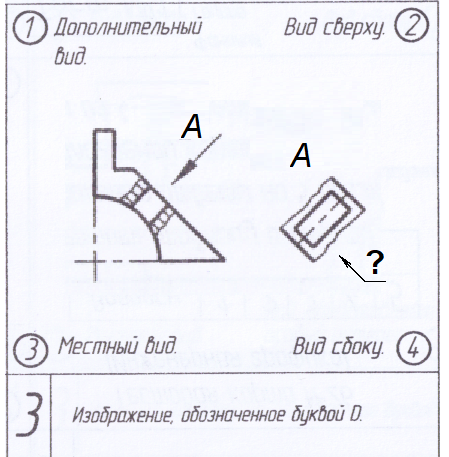 1 Дополнительный вид.
Вид сверху. 2
А
А
?
3 Местный вид.
Вид сбоку. 4
3 Изображение, обозначенное буквой D.